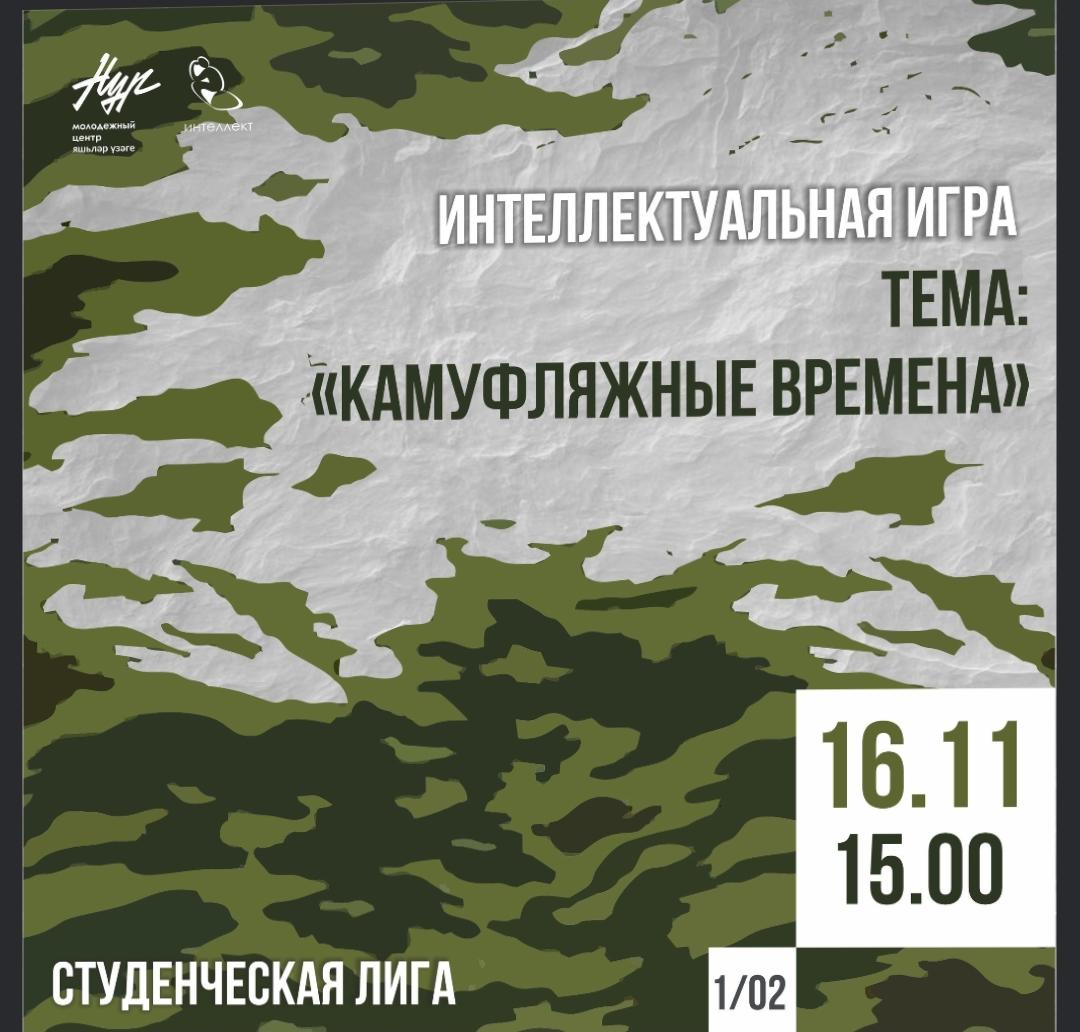 Нур
молодежный
центр
яшьләр үзәге
интеллект
ИНТЕЛЛЕКТУАЛЬНАЯ ИГРА
ТЕМА:
«КАМУФЛЯЖНЫЕ ВРЕМЕНА»
16.11
15.00
СТУДЕНЧЕСКАЯ ЛИГА
1/02